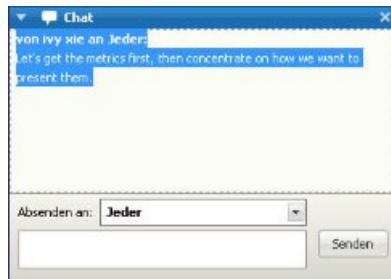 Chat
von ivy xie an Jeder:
Let's get the metrics first, then concentrate on how we want to
present them.
Absenden an: Jeder
Senden